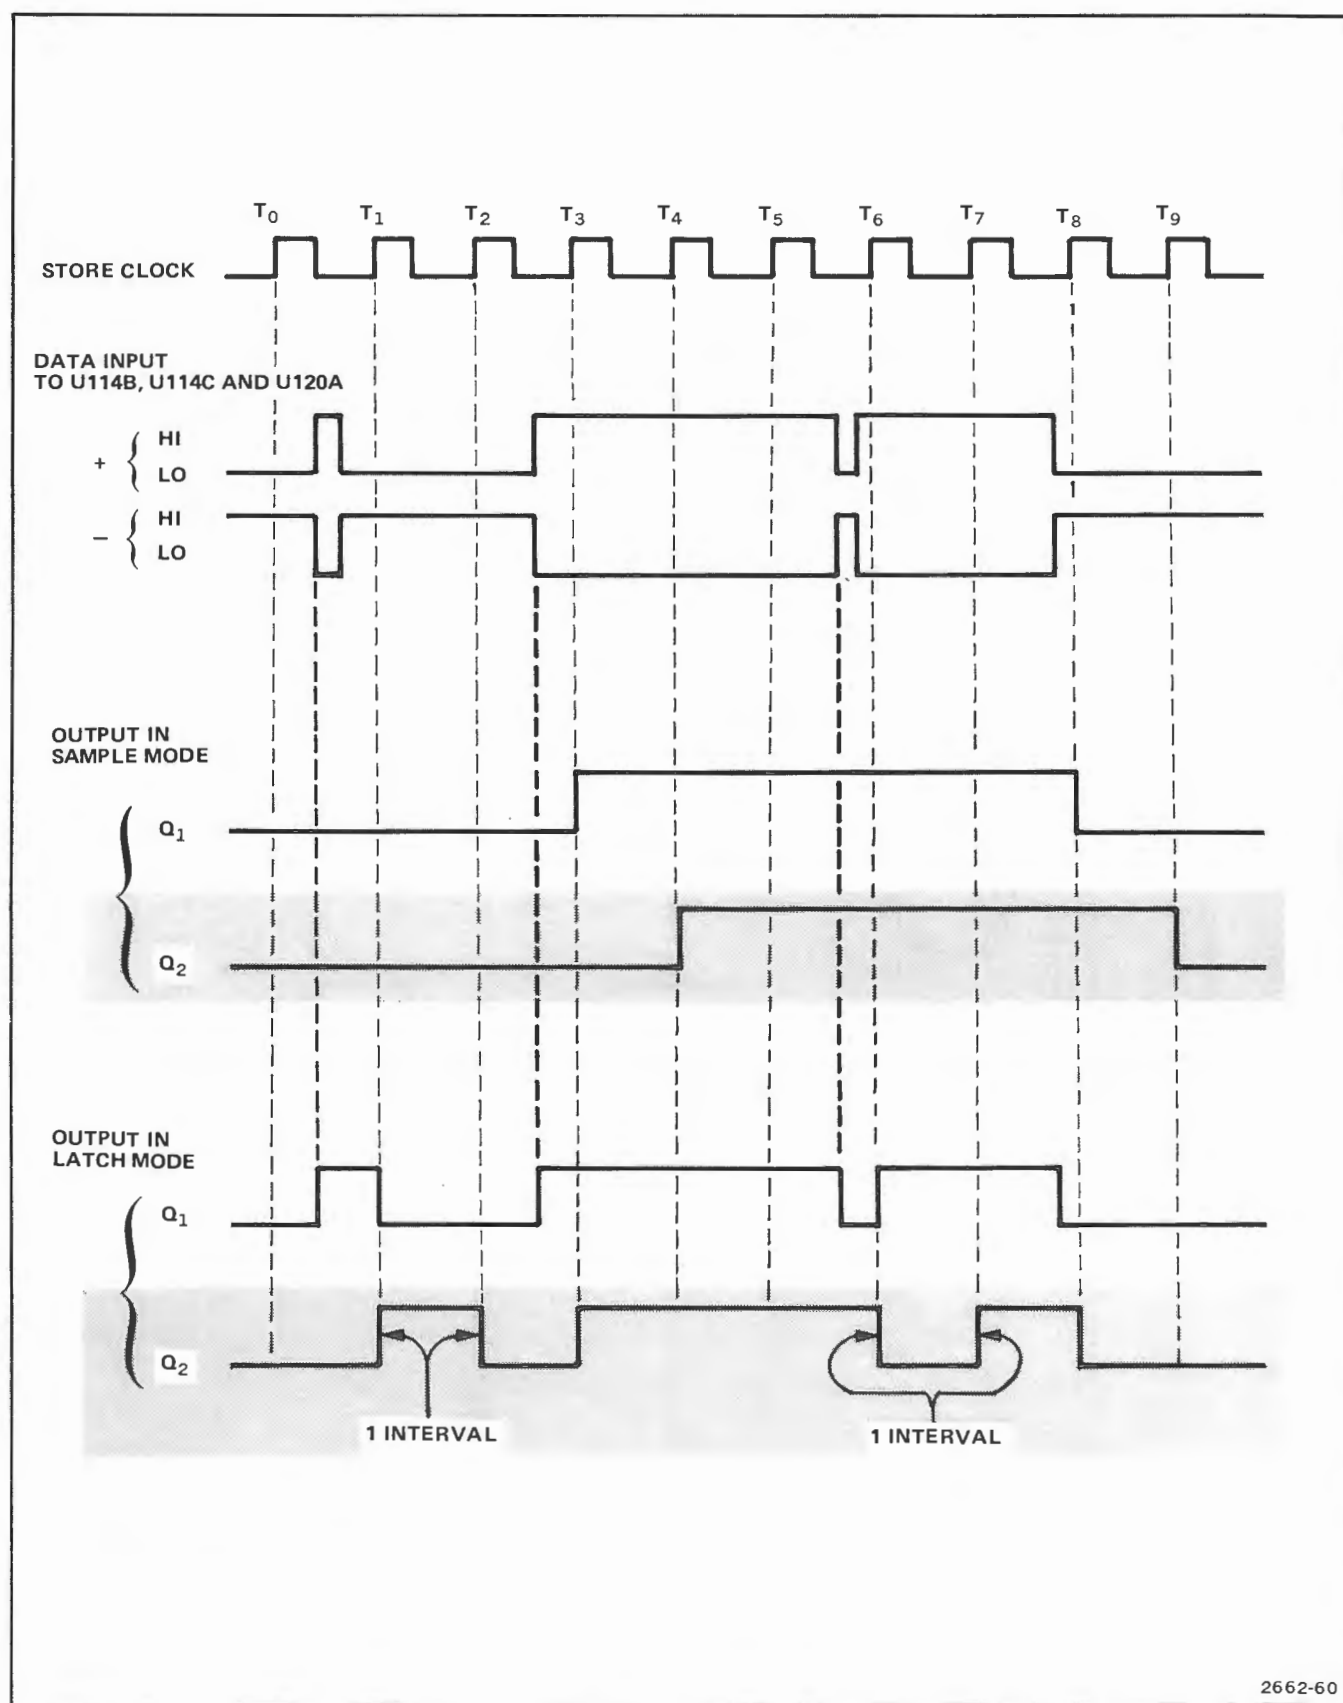 T0 T1 T2 T3 T4 T5 T6 T7 T8 T9
STORE CLOCK
DATA INPUT
TO U114B, U114C AND U120A
+ { HI
LO
− { HI
LO
OUTPUT IN
SAMPLE MODE
Q1
Q2
OUTPUT IN
LATCH MODE
Q1
Q2
1 INTERVAL 1 INTERVAL
2662-60